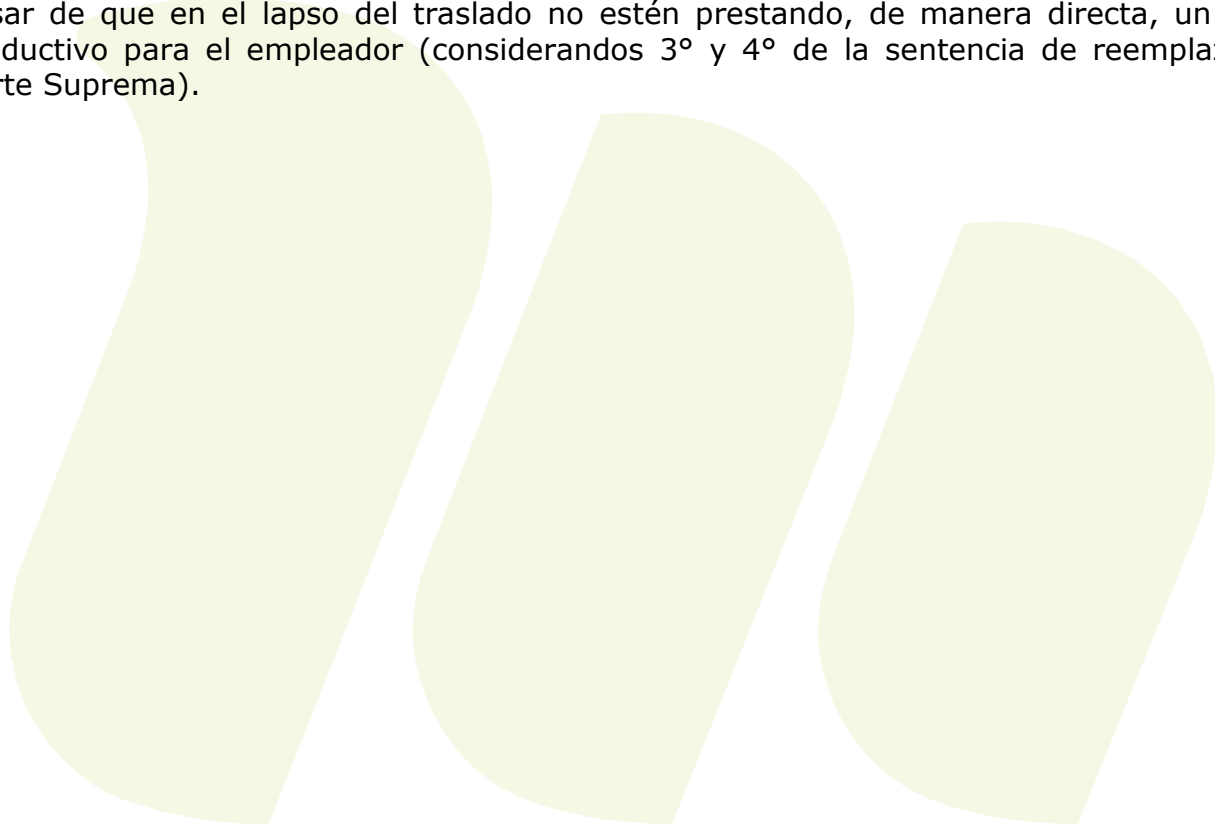 sar de que en el lapso del traslado no estén prestando, de manera directa, un
ductivo para el empleador (considerandos 3° y 4° de la sentencia de reempla
rte Suprema).